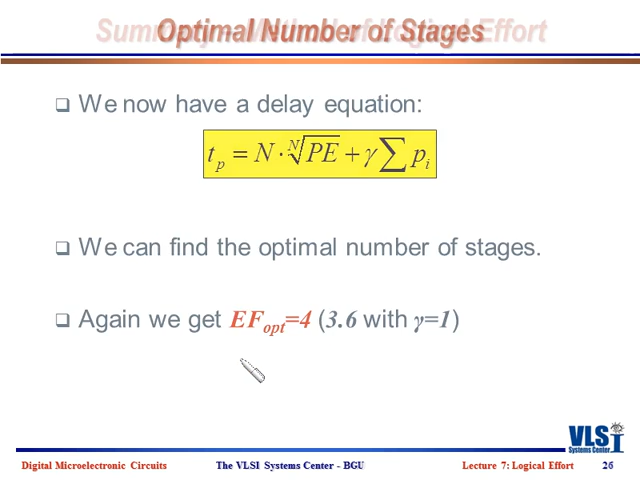 Optimal Number of Stages
We now have a delay equation:
t_p = N · \sqrt[N]{PE} + γ ∑ p_i
We can find the optimal number of stages.
Again we get EF_opt=4 (3.6 with γ=1)
VLSI
Systems Center
Digital Microelectronic Circuits The VLSI Systems Center - BGU Lecture 7: Logical Effort 26